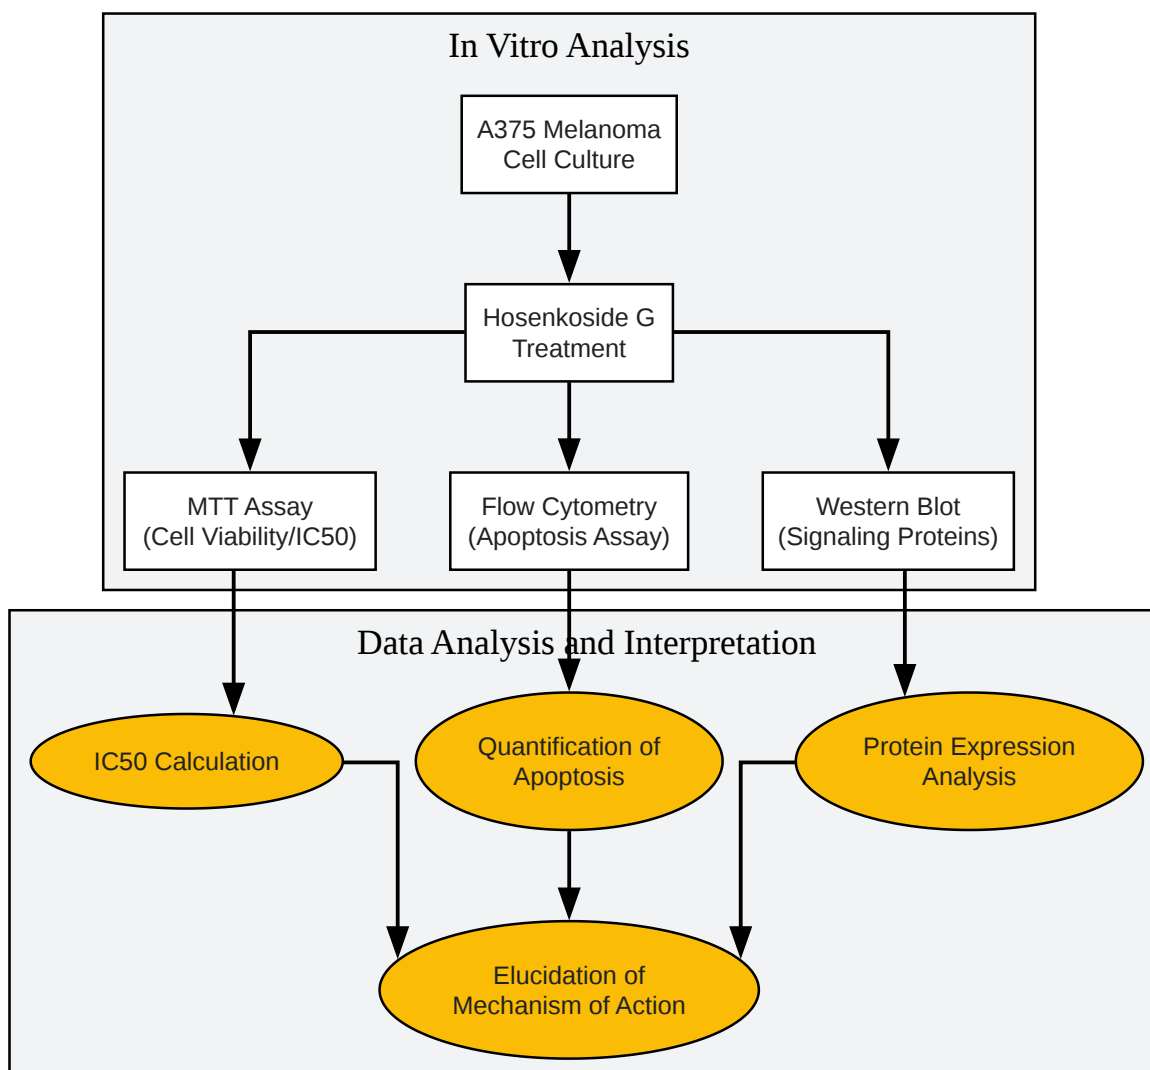 In Vitro Analysis
A375 Melanoma
Cell Culture
Hosenkoside G
Treatment
MTT Assay
(Cell Viability/IC50)
Flow Cytometry
(Apoptosis Assay)
Western Blot
(Signaling Proteins)
Data Analysis and Interpretation
IC50 Calculation
Quantification of
Apoptosis
Protein Expression
Analysis
Elucidation of
Mechanism of Action